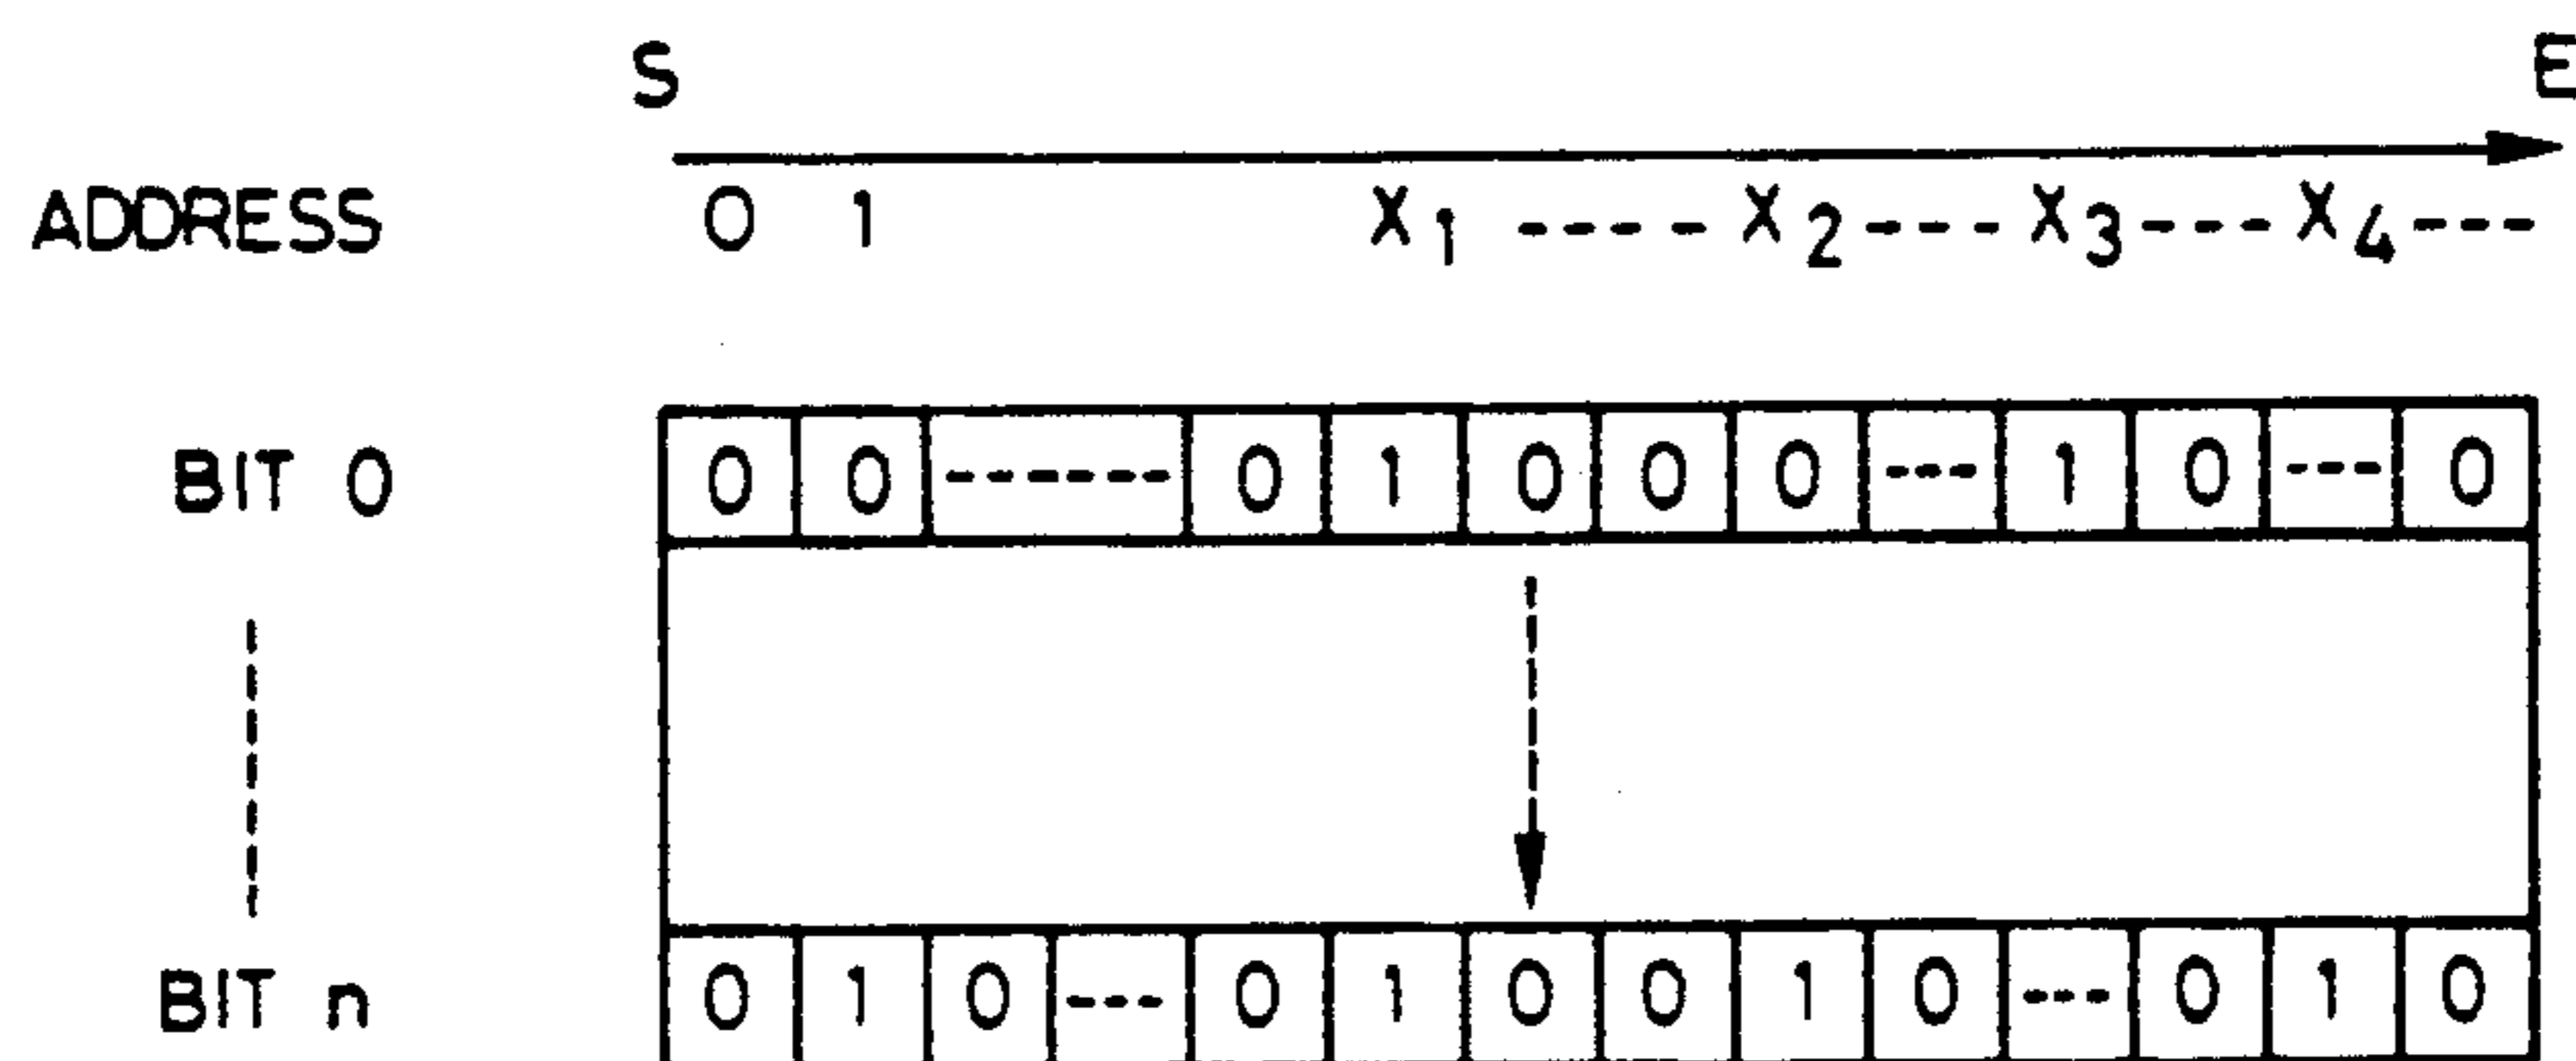 S E
ADDRESS 0 1 X1 ---- X2 --- X3 --- X4 ---
BIT 0 0 0 ------ 0 1 0 0 0 --- 1 0 --- 0
BIT n 0 1 0 --- 0 1 0 0 1 0 --- 0 1 0